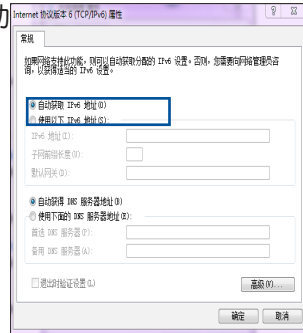 动
Internet 协议版本 6 (TCP/IPv6) 属性
常规
如果网络支持此功能，则可以自动获取分配的 IPv6 设置。否则，您需要向网络管理员咨
询，以获得适当的 IPv6 设置。
自动获取 IPv6 地址(O)
使用以下 IPv6 地址(S):
IPv6 地址(I):
子网前缀长度(U):
默认网关(D):
自动获得 DNS 服务器地址(B)
使用下面的 DNS 服务器地址(E):
首选 DNS 服务器(P):
备用 DNS 服务器(A):
退出时验证设置(L)
高级(V)...
确定
取消